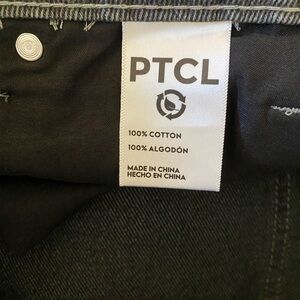 PTCL
100% COTTON
100% ALGODÓN
MADE IN CHINA
HECHO EN CHINA